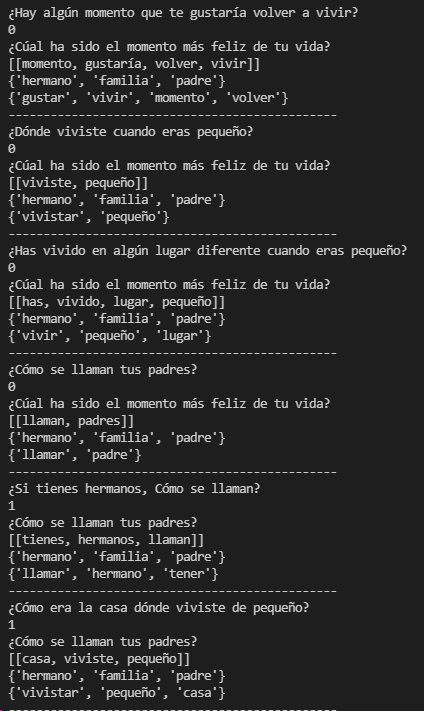 ¿Hay algún momento que te gustaría volver a vivir?
0
¿Cúal ha sido el momento más feliz de tu vida?
[[momento, gustaría, volver, vivir]]
{'hermano', 'familia', 'padre'}
{'gustar', 'vivir', 'momento', 'volver'}
-----------------------------------------------
¿Dónde viviste cuando eras pequeño?
0
¿Cúal ha sido el momento más feliz de tu vida?
[[viviste, pequeño]]
{'hermano', 'familia', 'padre'}
{'vivistar', 'pequeño'}
-----------------------------------------------
¿Has vivido en algún lugar diferente cuando eras pequeño?
0
¿Cúal ha sido el momento más feliz de tu vida?
[[has, vivido, lugar, pequeño]]
{'hermano', 'familia', 'padre'}
{'vivir', 'pequeño', 'lugar'}
-----------------------------------------------
¿Cómo se llaman tus padres?
0
¿Cúal ha sido el momento más feliz de tu vida?
[[llaman, padres]]
{'hermano', 'familia', 'padre'}
{'llamar', 'padre'}
-----------------------------------------------
¿Si tienes hermanos, Cómo se llaman?
1
¿Cómo se llaman tus padres?
[[tienes, hermanos, llaman]]
{'hermano', 'familia', 'padre'}
{'llamar', 'hermano', 'tener'}
-----------------------------------------------
¿Cómo era la casa dónde viviste de pequeño?
1
¿Cómo se llaman tus padres?
[[casa, viviste, pequeño]]
{'hermano', 'familia', 'padre'}
{'vivistar', 'pequeño', 'casa'}
-----------------------------------------------